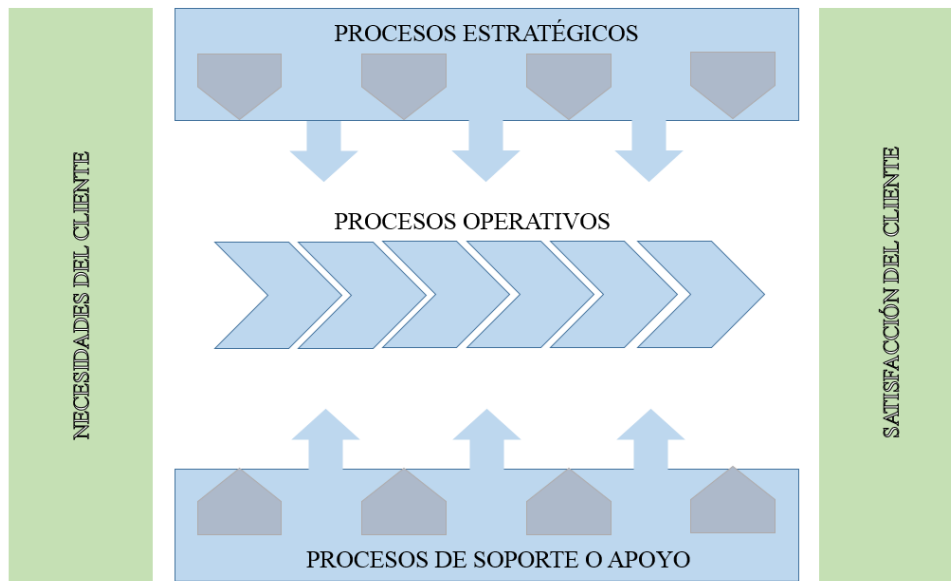 PROCESOS ESTRATÉGICOS
NECESIDADES DEL CLIENTE
PROCESOS OPERATIVOS
SATISFACCIÓN DEL CLIENTE
PROCESOS DE SOPORTE O APOYO